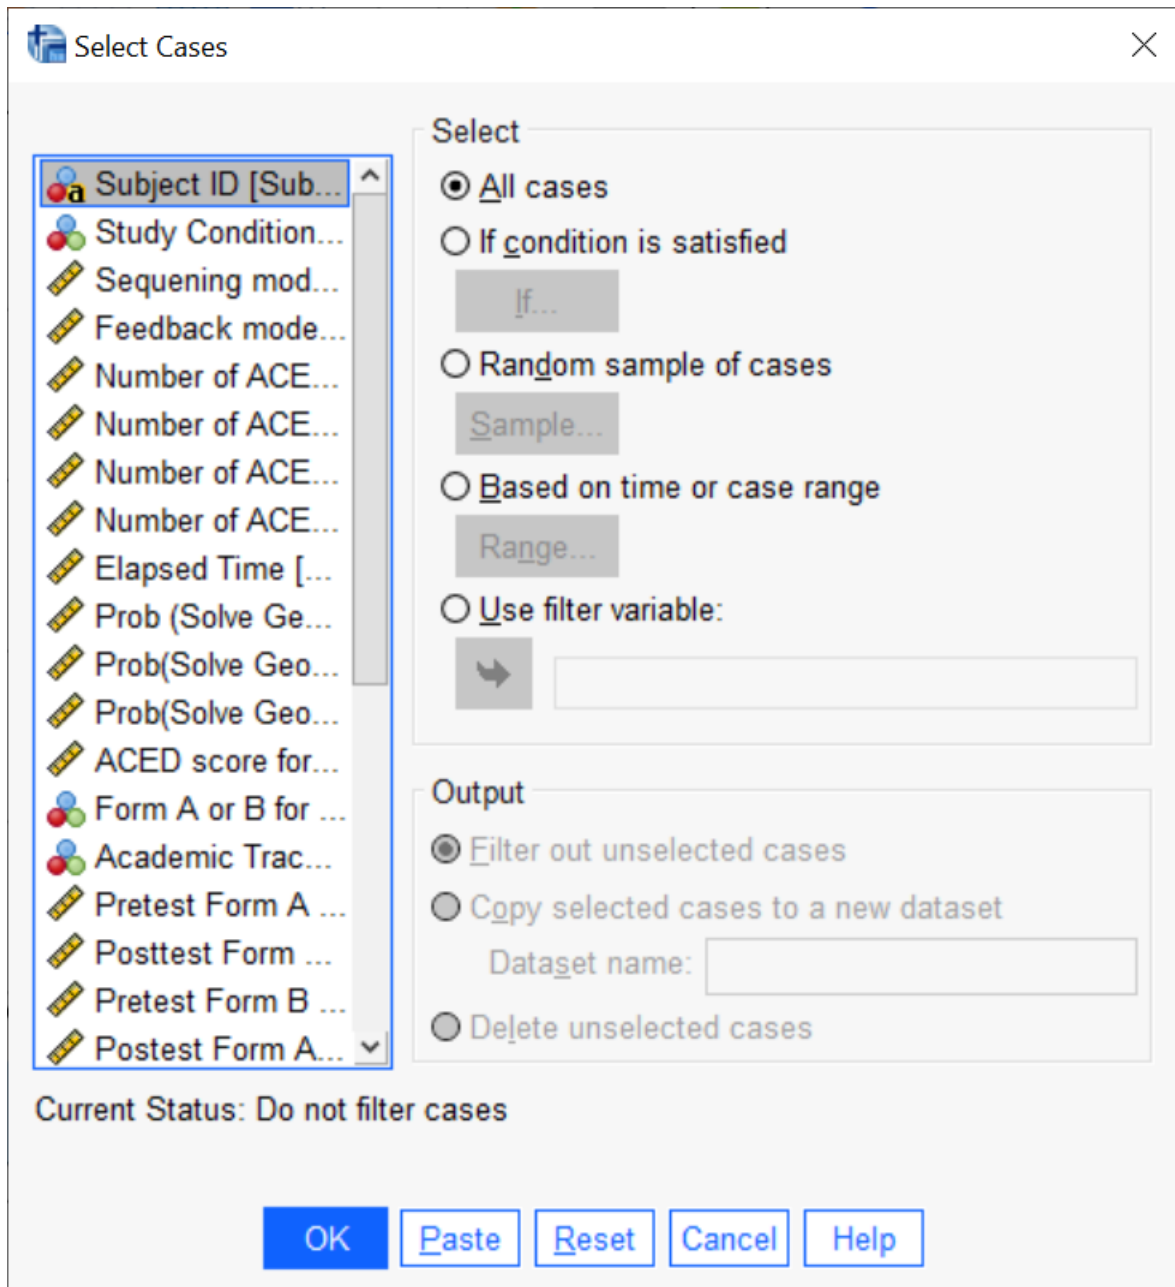 Select Cases
Subject ID [Sub...
Study Condition...
Sequening mod...
Feedback mode...
Number of ACE...
Number of ACE...
Number of ACE...
Number of ACE...
Elapsed Time [...
Prob (Solve Ge...
Prob(Solve Geo...
Prob(Solve Geo...
ACED score for...
Form A or B for ...
Academic Trac...
Pretest Form A ...
Posttest Form ...
Pretest Form B ...
Postest Form A...
Select
All cases
If condition is satisfied
If...
Random sample of cases
Sample...
Based on time or case range
Range...
Use filter variable:
Output
Filter out unselected cases
Copy selected cases to a new dataset
Dataset name:
Delete unselected cases
Current Status: Do not filter cases
OK Paste Reset Cancel Help